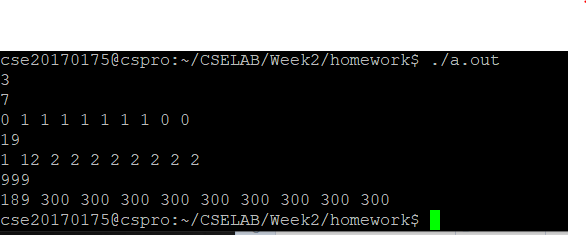 cse20170175@cspro:~/CSELAB/Week2/homework$ ./a.out
3
7
0 1 1 1 1 1 1 1 0 0
19
1 12 2 2 2 2 2 2 2 2
999
189 300 300 300 300 300 300 300 300 300
cse20170175@cspro:~/CSELAB/Week2/homework$